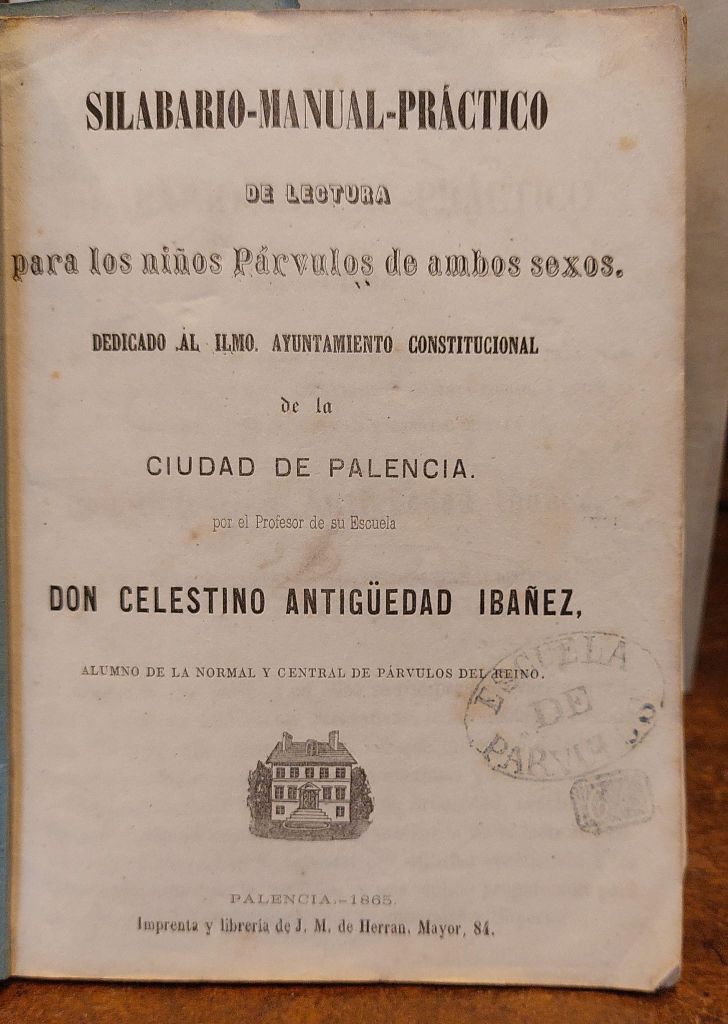 SILABARIO-MANUAL-PRÁCTICO
DE LECTURA
para los niños Párvulos de ambos sexos.
DEDICADO AL ILMO. AYUNTAMIENTO CONSTITUCIONAL
de la
CIUDAD DE PALENCIA.
por el Profesor de su Escuela
DON CELESTINO ANTIGÜEDAD IBAÑEZ,
ALUMNO DE LA NORMAL Y CENTRAL DE PÁRVULOS DEL REINO.
ESCUELA
DE
PÁRVULOS
PALENCIA.-1865.
Imprenta y librería de J. M. de Herran, Mayor, 84.